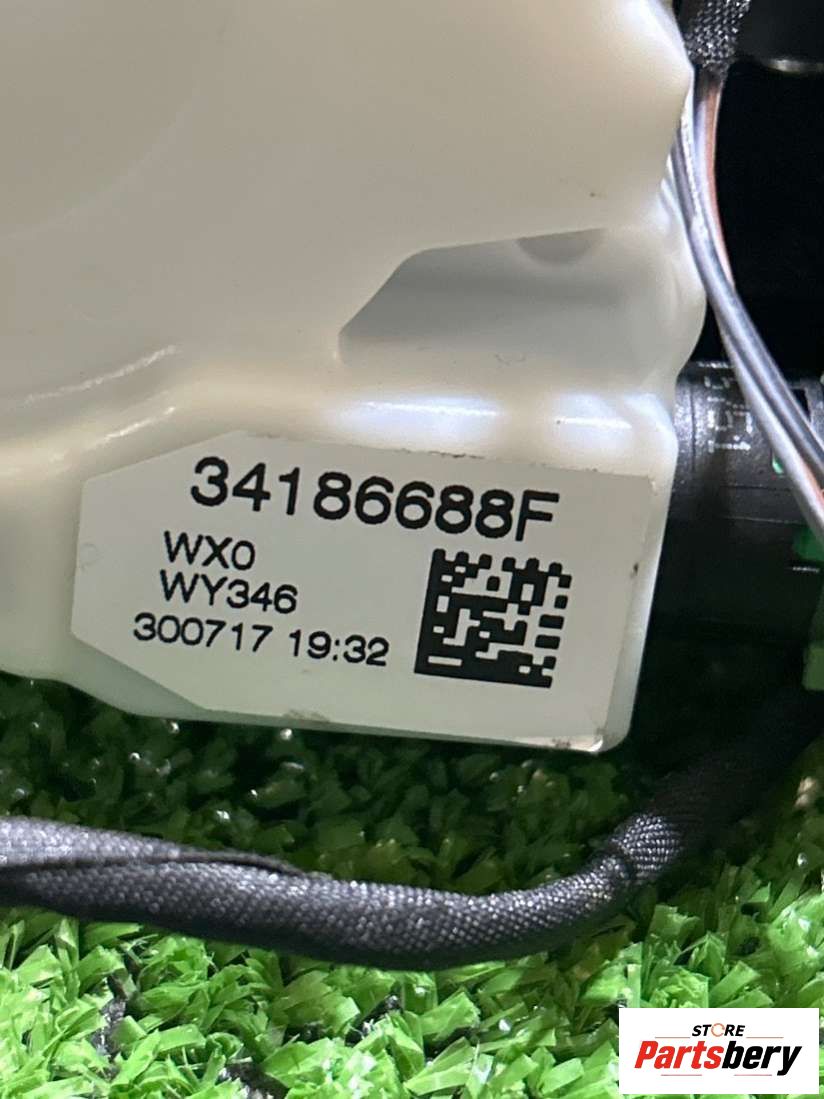 34186688F
WX0
WY346
300717 19:32
STORE
Partsbery